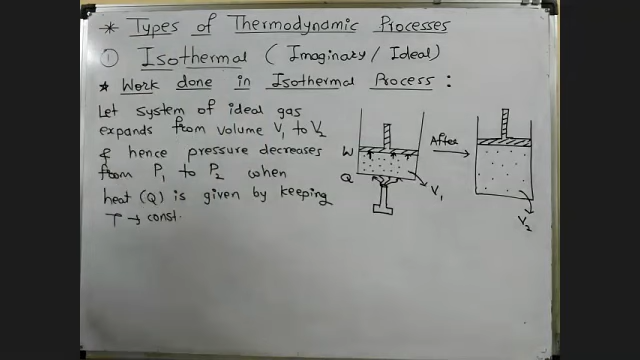 * Types of Thermodynamic Processes
① Isothermal ( Imaginary / Ideal )
* Work done in Isothermal Process :
Let system of ideal gas
expands from volume V₁ to V₂
& hence pressure decreases
from P₁ to P₂ when
heat (Q) is given by keeping
T → const.
W
Q
V₁
After
V₂